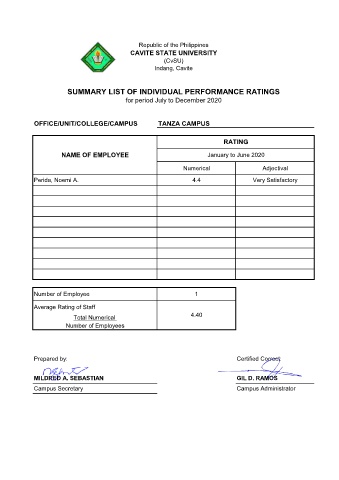 Republic of the Philippines
CAVITE STATE UNIVERSITY
(CvSU)
Indang, Cavite
SUMMARY LIST OF INDIVIDUAL PERFORMANCE RATINGS
for period July to December 2020
OFFICE/UNIT/COLLEGE/CAMPUS TANZA CAMPUS
NAME OF EMPLOYEE
RATING
January to June 2020
Numerical Adjectival
Peride, Noemi A. 4.4 Very Satisfactory
Number of Employee 1
Average Rating of Staff
Total Numerical
Number of Employees
4.40
Prepared by: Certified Correct:
MILDRED A. SEBASTIAN GIL D. RAMOS
Campus Secretary Campus Administrator